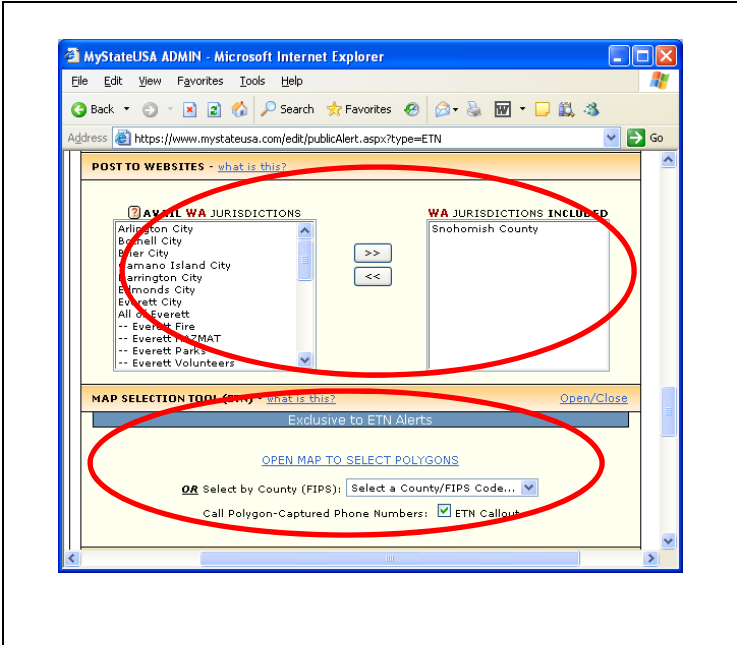 MyStateUSA ADMIN - Microsoft Internet Explorer
File Edit View Favorites Tools Help
Back Search Favorites
Address https://www.mystateusa.com/edit/publicAlert.aspx?type=ETN Go
POST TO WEBSITES - what is this?
AVAIL WA JURISDICTIONS WA JURISDICTIONS INCLUDED
Arlington City Snohomish County
Bothell City
Brier City >>
Camano Island City
Darrington City <<
Edmonds City
Everett City
All of Everett
-- Everett Fire
-- Everett HAZMAT
-- Everett Parks
-- Everett Volunteers
MAP SELECTION TOOL (ETN) - what is this? Open/Close
Exclusive to ETN Alerts
OPEN MAP TO SELECT POLYGONS
OR Select by County (FIPS): Select a County/FIPS Code...
Call Polygon-Captured Phone Numbers: ETN Callout